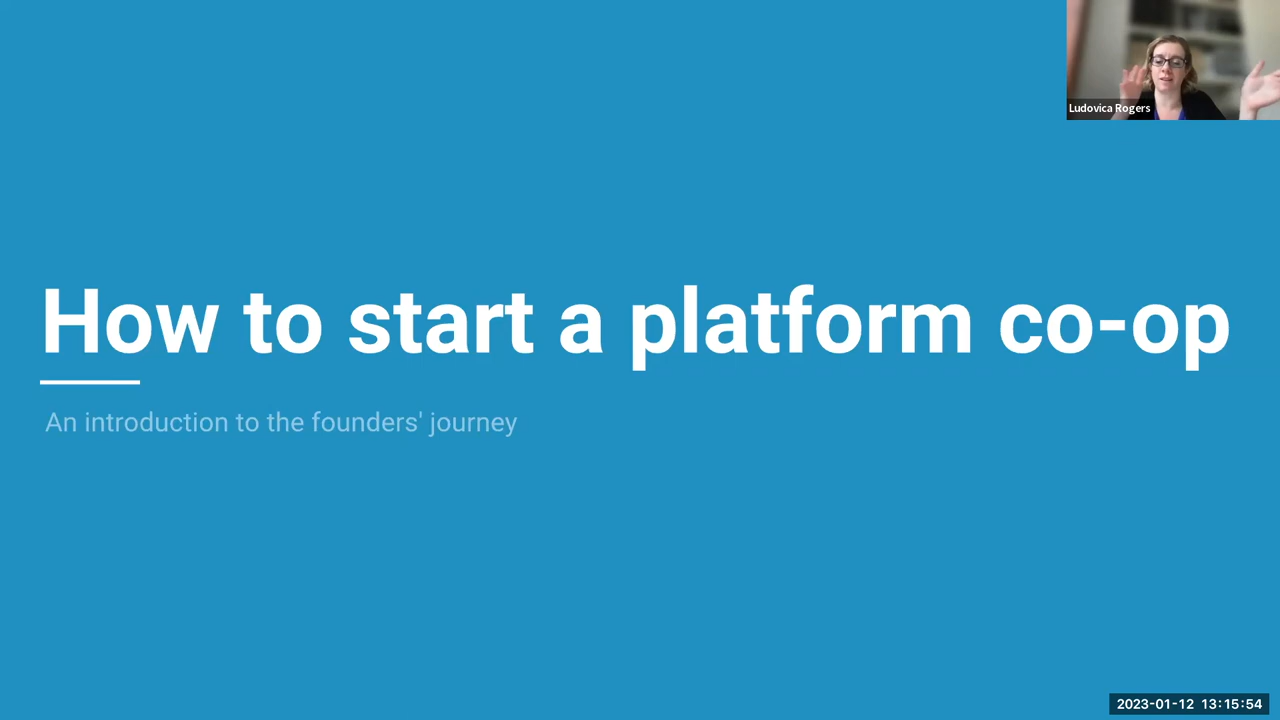 Ludovica Rogers
How to start a platform co-op
An introduction to the founders' journey
2023-01-12 13:15:54